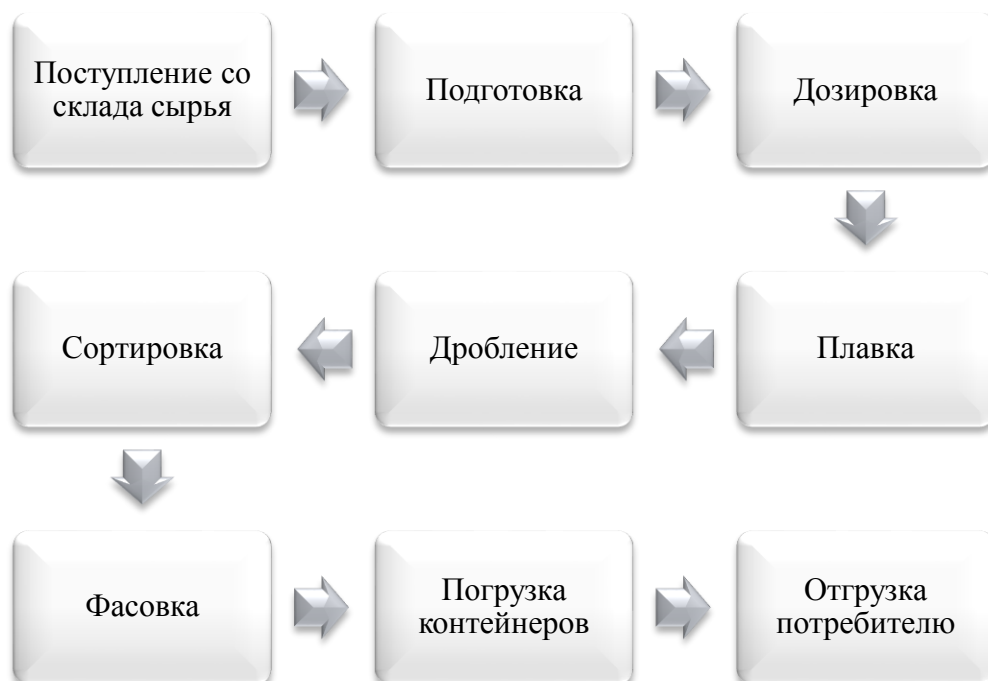 Поступление со
склада сырья
Подготовка
Дозировка
Плавка
Дробление
Сортировка
Фасовка
Погрузка
контейнеров
Отгрузка
потребителю